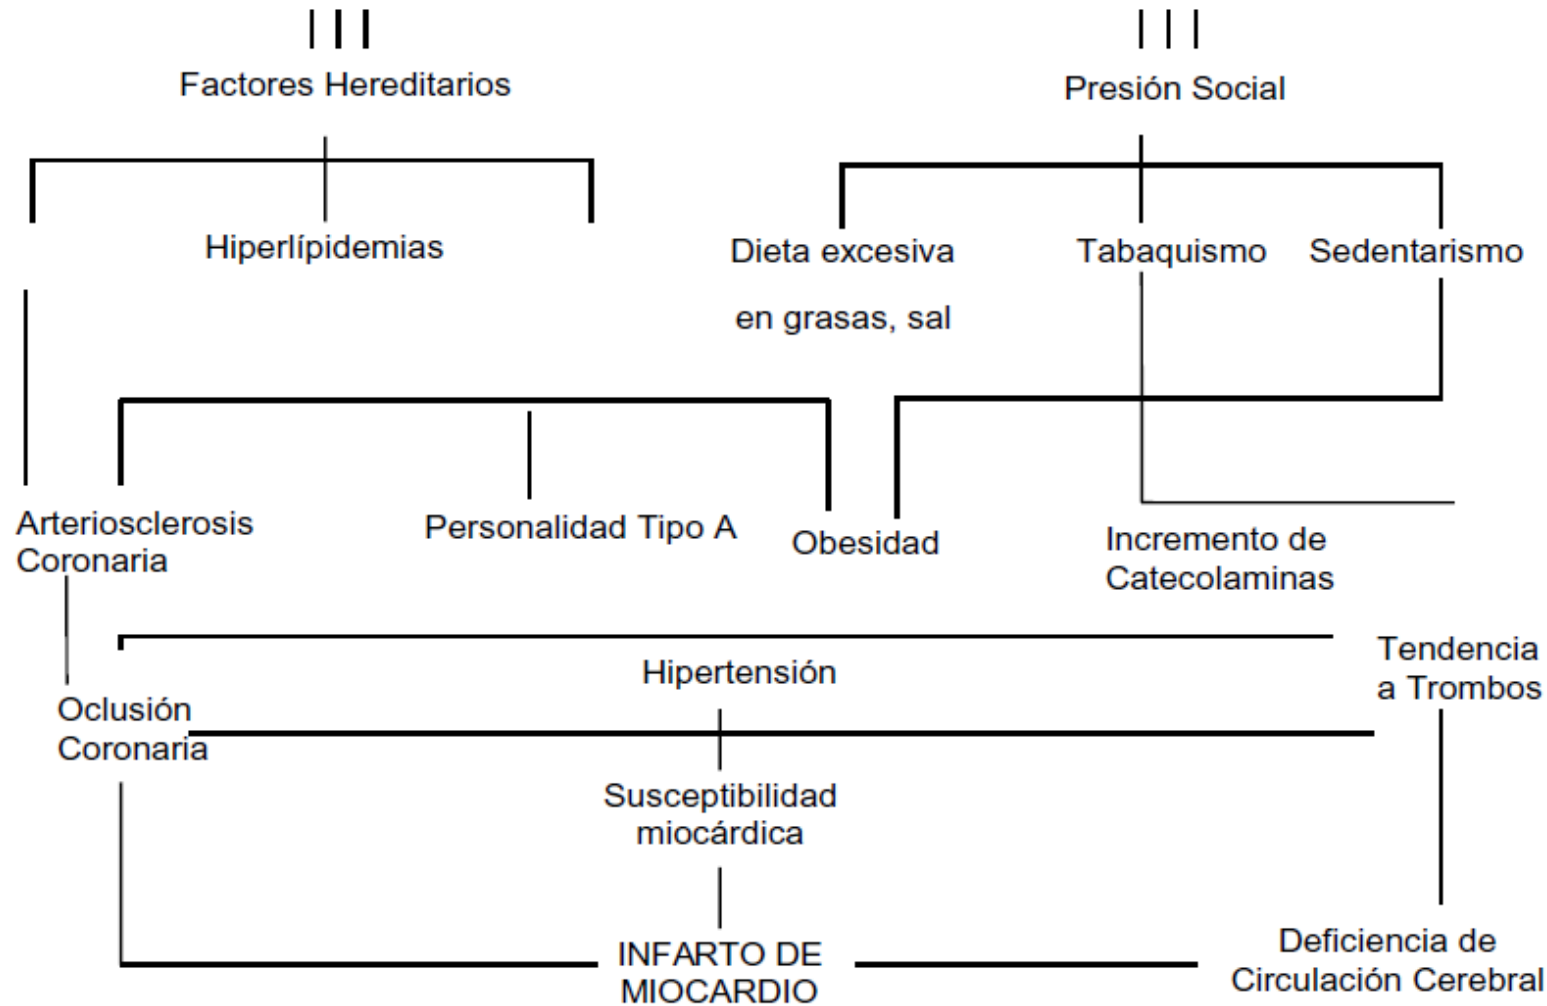 Factores Hereditarios
Presión Social
Hiperlípidemias
Dieta excesiva
en grasas, sal
Tabaquismo
Sedentarismo
Arteriosclerosis
Coronaria
Personalidad Tipo A
Obesidad
Incremento de
Catecolaminas
Hipertensión
Tendencia
a Trombos
Oclusión
Coronaria
Susceptibilidad
miocárdica
INFARTO DE
MIOCARDIO
Deficiencia de
Circulación Cerebral